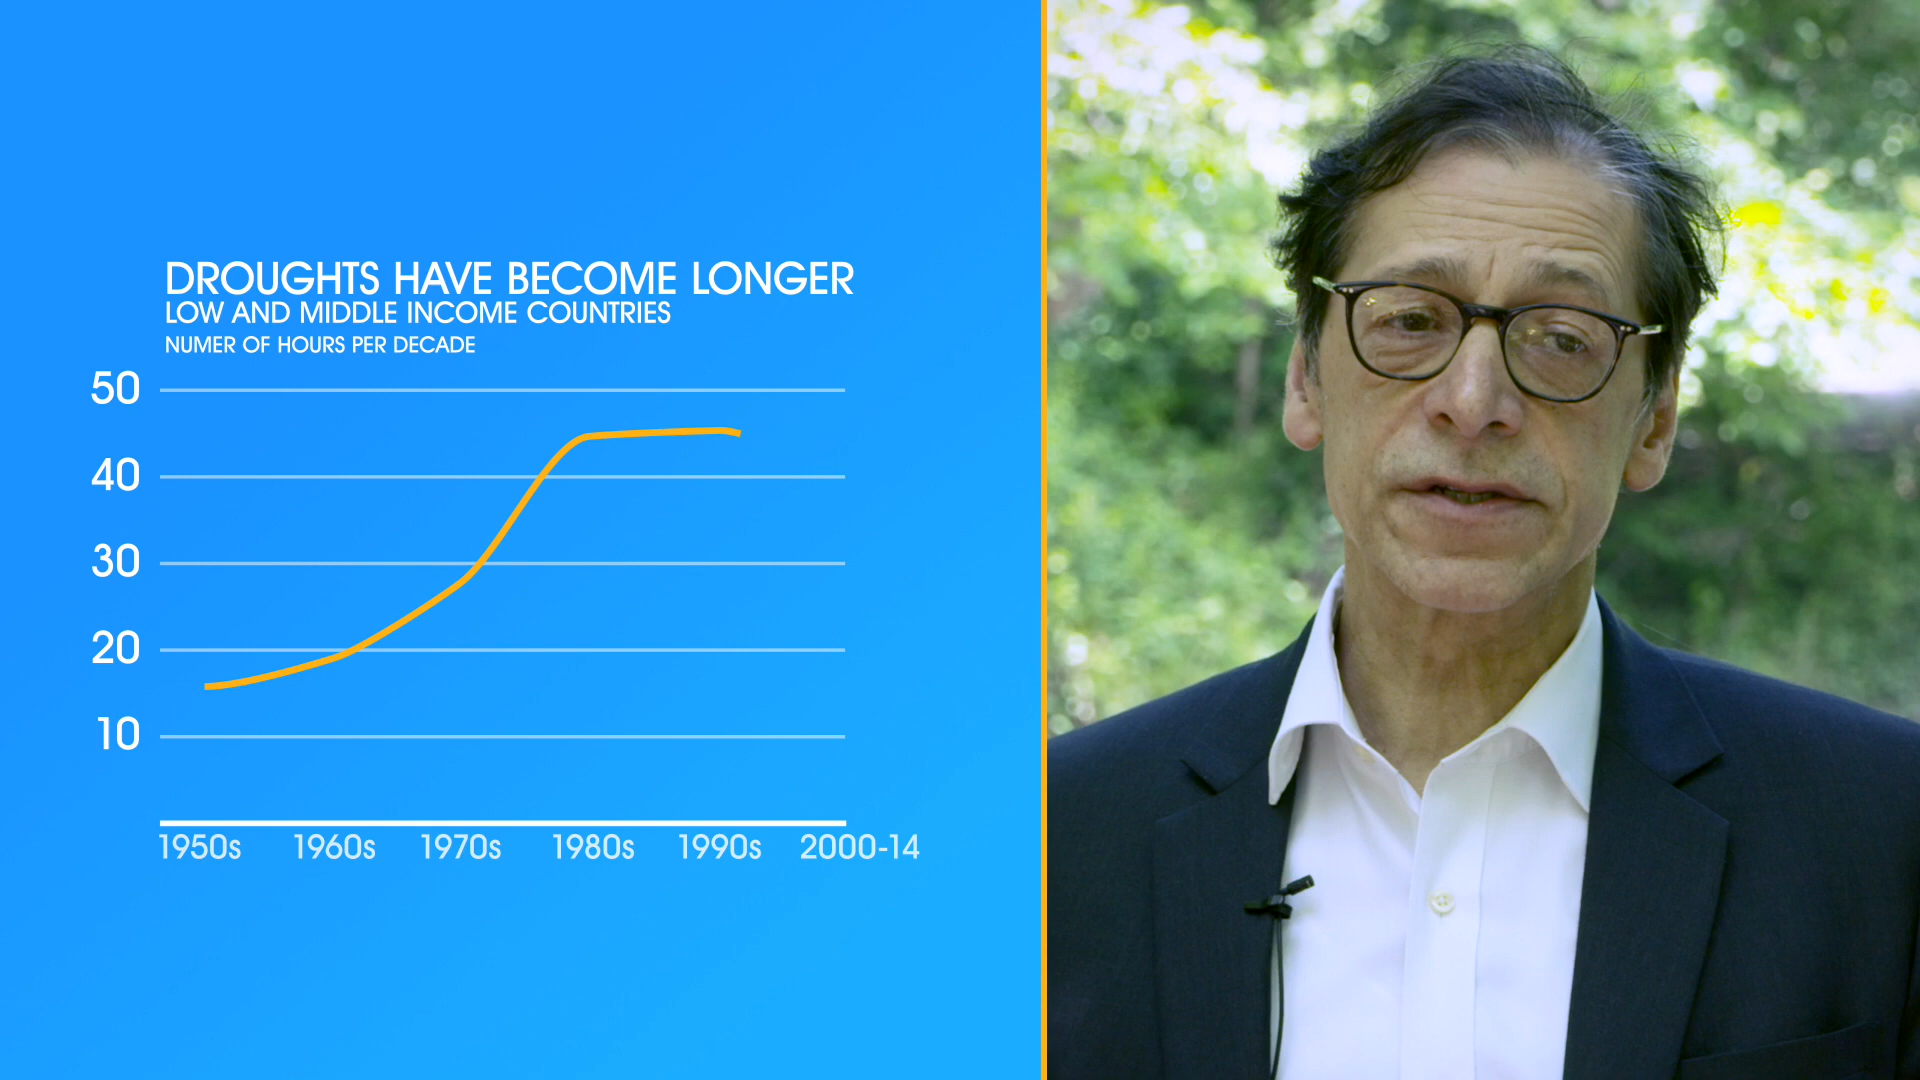 DROUGHTS HAVE BECOME LONGER
LOW AND MIDDLE INCOME COUNTRIES
NUMER OF HOURS PER DECADE
50
40
30
20
10
1950s 1960s 1970s 1980s 1990s 2000-14